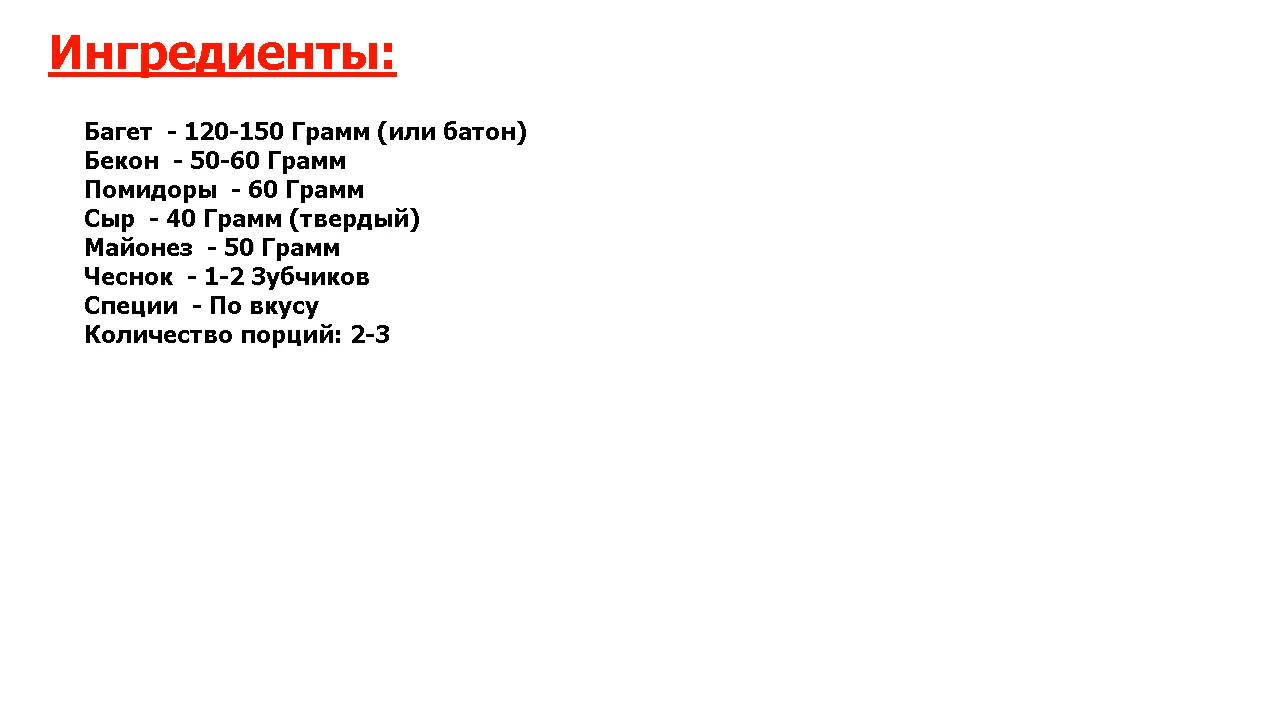 Ингредиенты:
Багет  - 120-150 Грамм (или батон)
Бекон  - 50-60 Грамм
Помидоры  - 60 Грамм
Сыр  - 40 Грамм (твердый)
Майонез  - 50 Грамм
Чеснок  - 1-2 Зубчиков
Специи  - По вкусу
Количество порций: 2-3